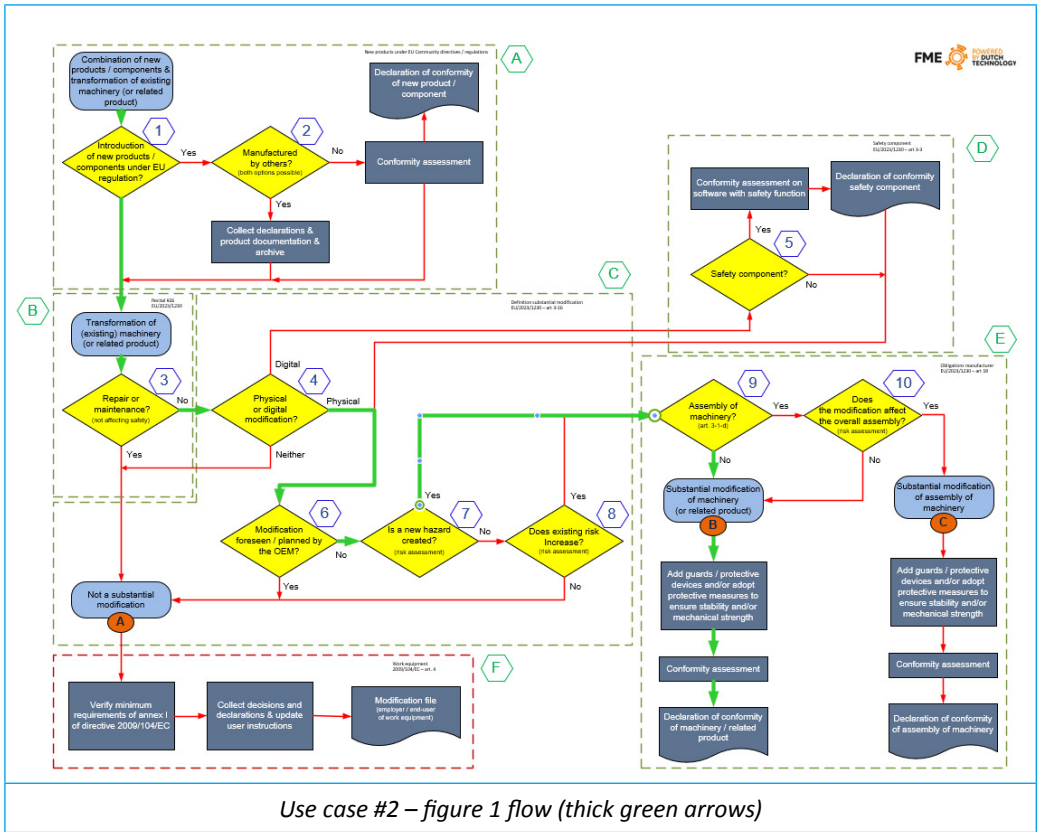 New products under EU Community directives / regulations
A
Combination of new
products / components &
transformation of existing
machinery (or related
product)
Declaration of conformity
of new product /
component
FME
POWERED
BY DUTCH
TECHNOLOGY
1
Introduction
of new products /
components under EU
regulation?
Yes
2
Manufactured
by others?
(both options possible)
No
Conformity assessment
Yes
Collect declarations &
product documentation &
archive
Safety component
EU/2023/1230 – art 3-3
D
Conformity assessment on
software with safety function
Declaration of conformity
safety component
Yes
5
Safety component?
No
B
EU/2023/1230
Transformation of
(existing) machinery
(or related product)
C
Definition substantial modification
EU/2023/1230 – art 3-16
3
Repair or
maintenance?
(not affecting safety)
No
Yes
Digital
4
Physical
or digital
modification?
Physical
Neither
6
Modification
foreseen / planned by
the OEM?
No
Yes
7
Is a new hazard
created?
(risk assessment)
Yes
No
8
Does existing risk
Increase?
(risk assessment)
Yes
No
Not a substantial
modification
A
E
Obligations manufacturer
EU/2023/1230 – art 18
9
Assembly of
machinery?
(art. 3-1-d)
Yes
No
10
Does
the modification affect
the overall assembly?
(risk assessment)
Yes
No
Substantial modification
of machinery
(or related product)
B
Substantial modification
of assembly of
machinery
C
Add guards / protective
devices and/or adopt
protective measures to
ensure stability and/or
mechanical strength
Add guards / protective
devices and/or adopt
protective measures to
ensure stability and/or
mechanical strength
Conformity assessment
Conformity assessment
Declaration of conformity
of machinery / related
product
Declaration of conformity
of assembly of machinery
F
Work equipment
2009/104/EC – art. 4
Verify minimum
requirements of annex I
of directive 2009/104/EC
Collect decisions and
declarations & update
user instructions
Modification file
(employer / end-user
of work equipment)
Use case #2 – figure 1 flow (thick green arrows)